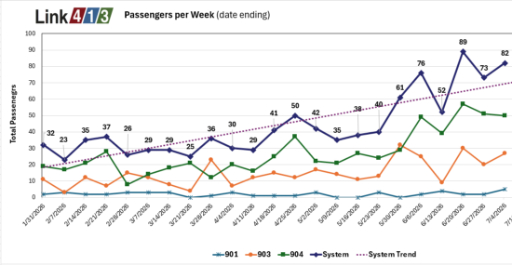 Link413 Passengers per Week (date ending)
Total Passenegrs
100
90
80
70
60
50
40
30
20
10
0
32 23 35 37 26 29 29 25 36 30 29 41 50 42 35 38 40 61 76 52 89 73 82
1/31/2026 2/7/2026 2/14/2026 2/21/2026 2/28/2026 3/7/2026 3/14/2026 3/21/2026 3/28/2026 4/4/2026 4/11/2026 4/18/2026 4/25/2026 5/2/2026 5/9/2026 5/16/2026 5/23/2026 5/30/2026 6/6/2026 6/13/2026 6/20/2026 6/27/2026 7/4/2026
901 903 904 System System Trend